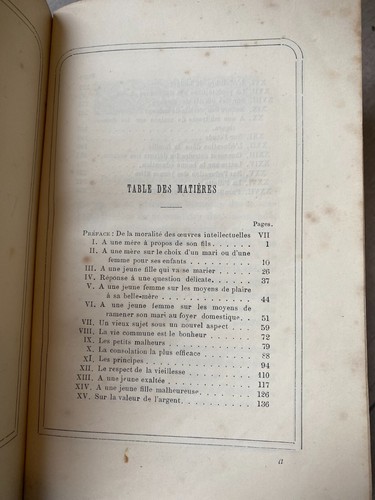 TABLE DES MATIÈRES
Pages.
PRÉFACE: De la moralité des œuvres intellectuelles VII
I. A une mère à propos de son fils. . . . . . 1
II. A une mère sur le choix d'un mari ou d'une
femme pour ses enfants . . . . . . . 10
III. A une jeune fille qui va se marier . . . . 26
IV. Réponse à une question délicate. . . . . 37
V. A une jeune femme sur les moyens de plaire
à sa belle-mère . . . . . . . . . 44
VI. A une jeune femme sur les moyens de
ramener son mari au foyer domestique. . 51
VII. Un vieux sujet sous un nouvel aspect . . 59
VIII. La vie commune est le bonheur . . . . 72
IX. Les petits malheurs . . . . . . . . 79
X. La consolation la plus efficace . . . . . 88
XI. Les principes . . . . . . . . . . 94
XII. Le respect de la vieillesse . . . . . . 110
XIII. A une jeune exaltée . . . . . . . . 117
XIV. A une jeune fille malheureuse. . . . . 126
XV. Sur la valeur de l'argent. . . . . . . 136
a